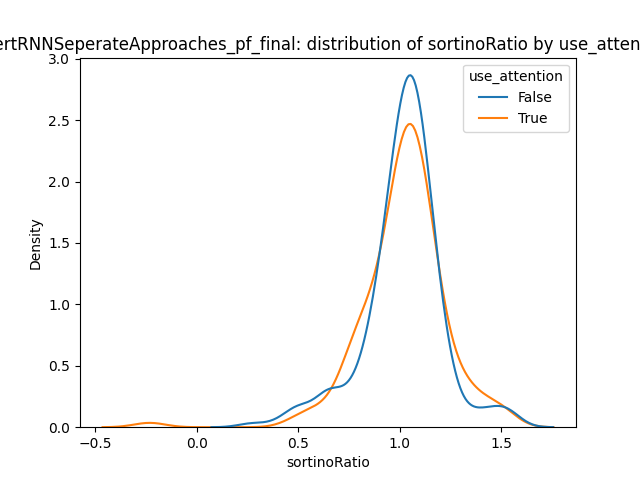 ertRNNSeperateApproaches_pf_final: distribution of sortinoRatio by use_atten
3.0
2.5
2.0
1.5
1.0
0.5
0.0
Density
−0.5 0.0 0.5 1.0 1.5
sortinoRatio
use_attention
False
True